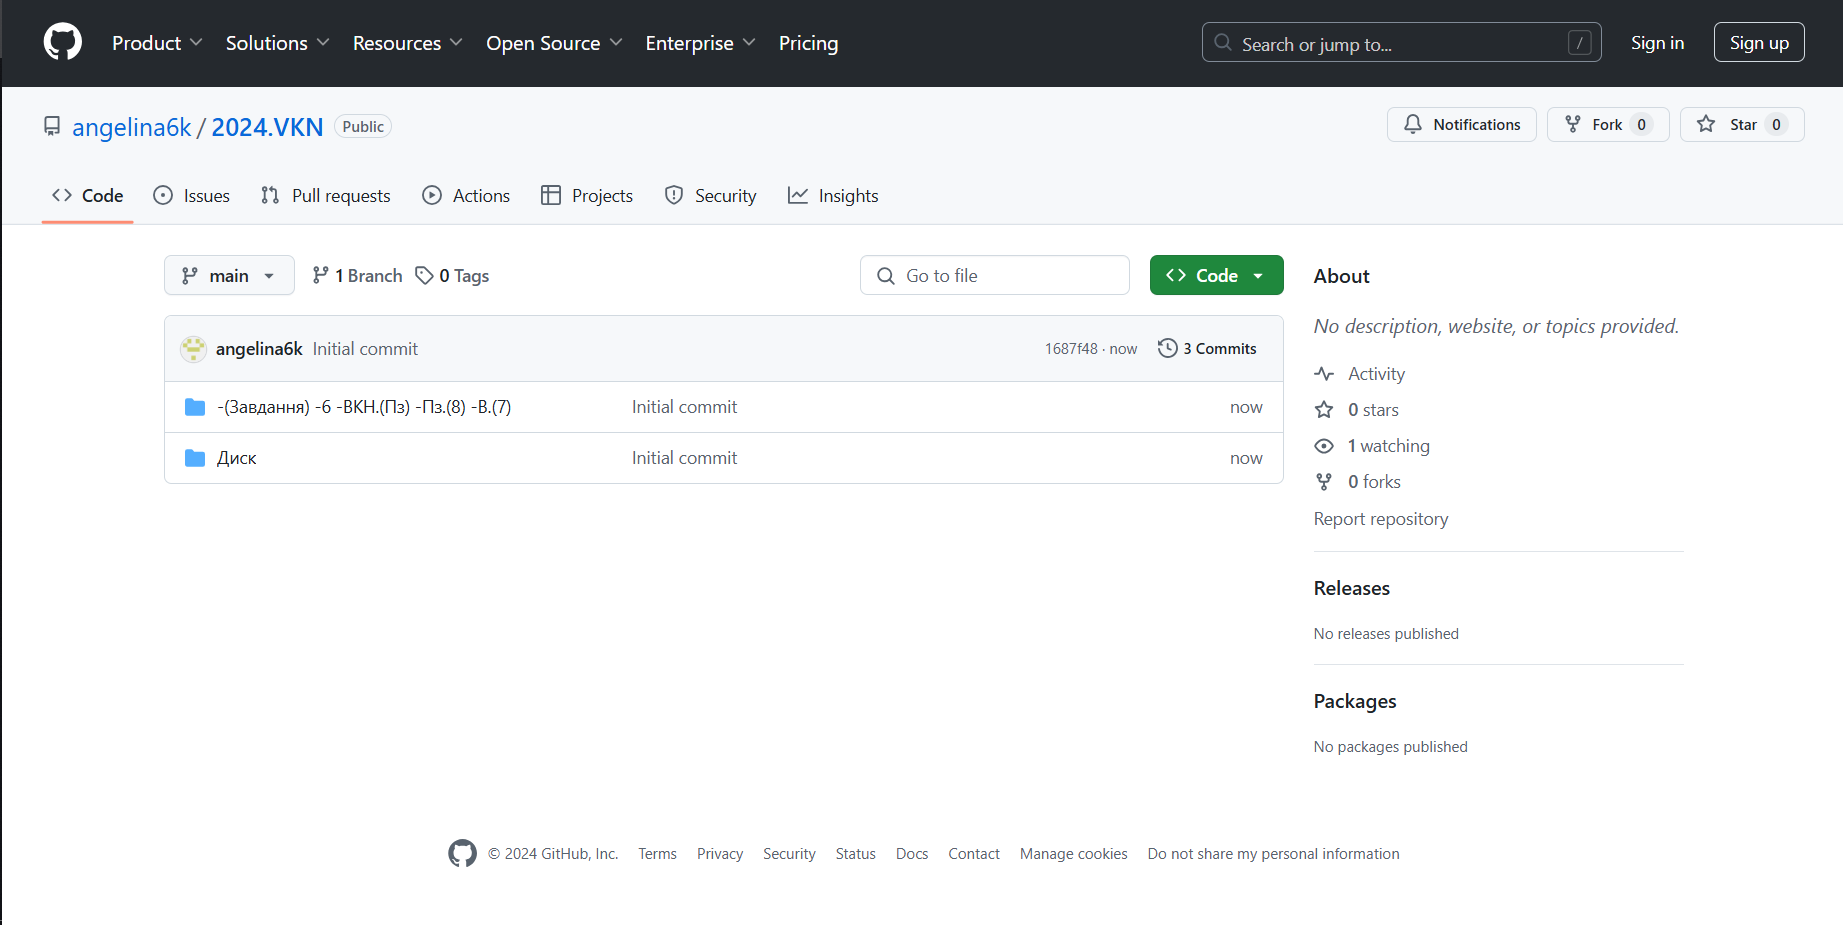 Product Solutions Resources Open Source Enterprise Pricing Search or jump to... / Sign in Sign up
angelina6k / 2024.VKN Public Notifications Fork 0 Star 0
Code Issues Pull requests Actions Projects Security Insights
main 1 Branch 0 Tags Go to file Code
angelina6k Initial commit 1687f48 · now 3 Commits
-(Завдання) -6 -ВКН.(Пз) -Пз.(8) -В.(7) Initial commit now
Диск Initial commit now
About
No description, website, or topics provided.
Activity
0 stars
1 watching
0 forks
Report repository
Releases
No releases published
Packages
No packages published
© 2024 GitHub, Inc. Terms Privacy Security Status Docs Contact Manage cookies Do not share my personal information